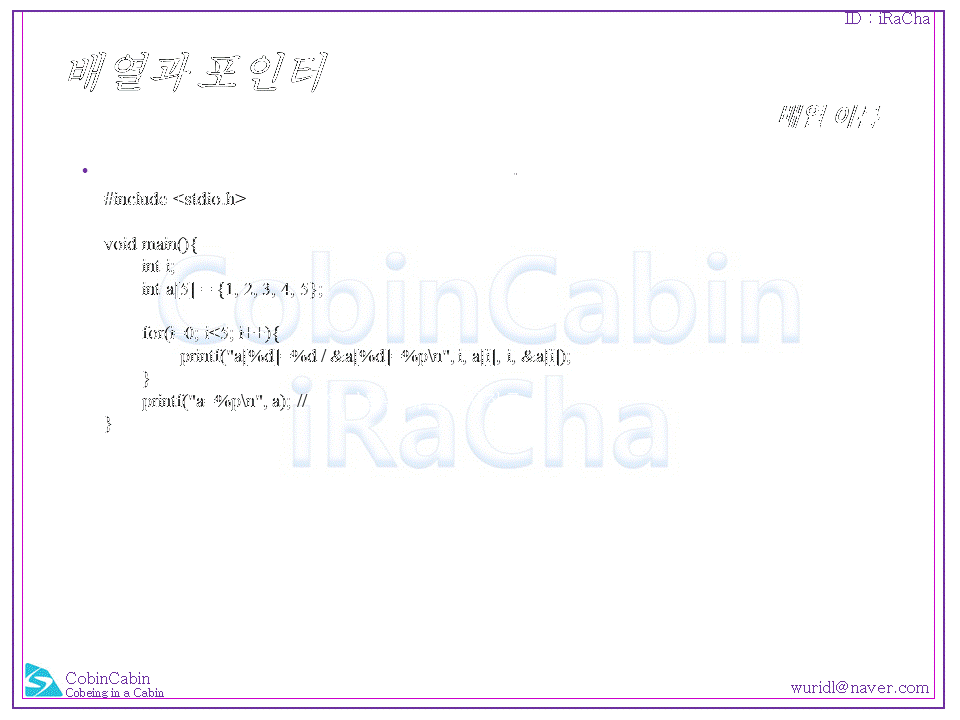 ID : iRaCha
배열과 포인터
배열 이름
•
//include <stdio.h>
void main(){
int i;
int a[5] = {1, 2, 3, 4, 5};
for(i=0; i<5; i++){
printf("a[%d]=%d / &a[%d]=%p\n", i, a[i], i, &a[i]);
}
printf("a=%p\n", a); //
}
CobinCabin
iRaCha
CobinCabin
Cobeing in a Cabin
wuridl@naver.com